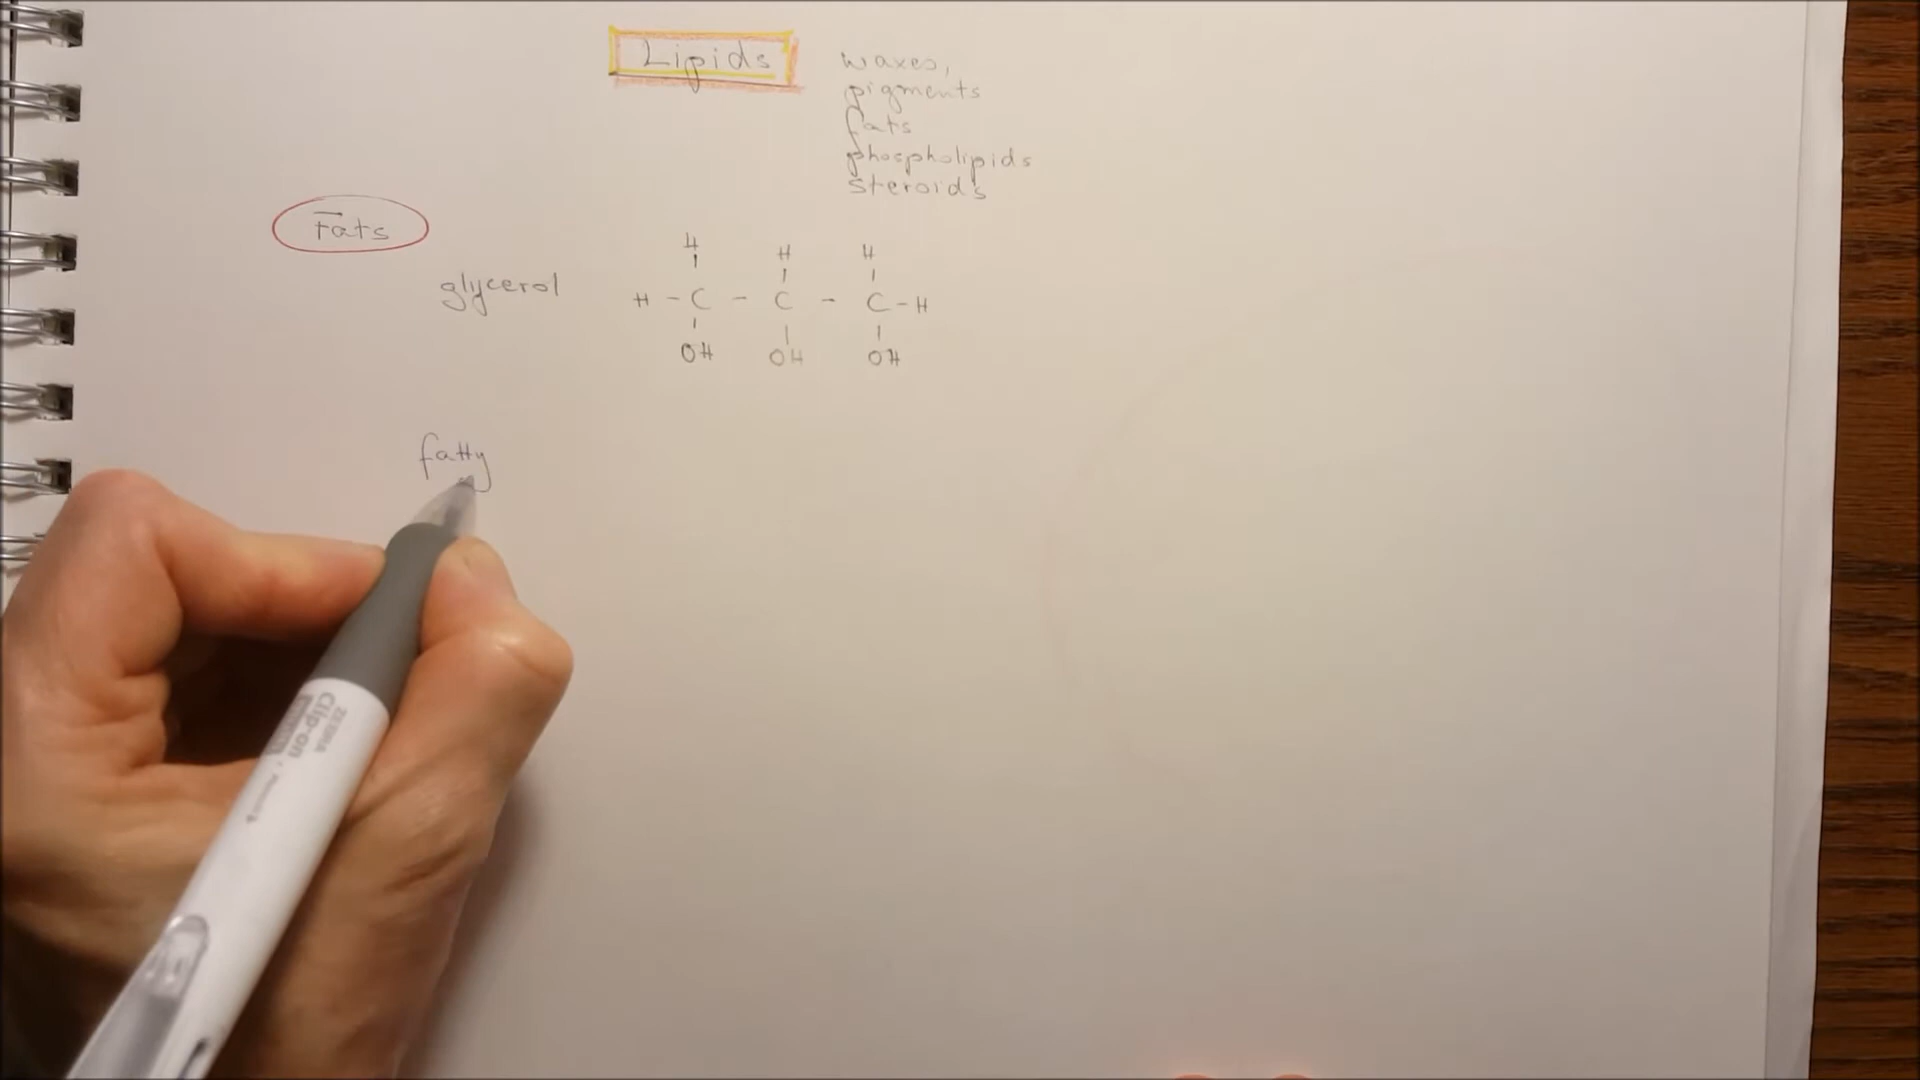 Lipids
waxes,
pigments
fats
phospholipids
steroids
Fats
glycerol
H H H
H - C - C - C - H
OH OH OH
fatty
ZEBRA
Clip-on